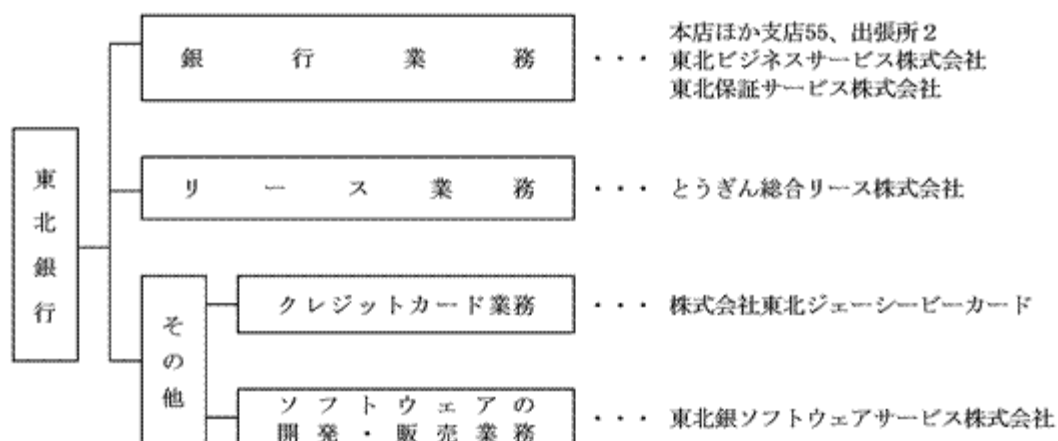 東北銀行
銀行業務 ・・・ 本店ほか支店55、出張所2
東北ビジネスサービス株式会社
東北保証サービス株式会社
リース業務 ・・・ とうぎん総合リース株式会社
その他
クレジットカード業務 ・・・ 株式会社東北ジェーシービーカード
ソフトウェアの
開発・販売業務 ・・・ 東北銀ソフトウェアサービス株式会社